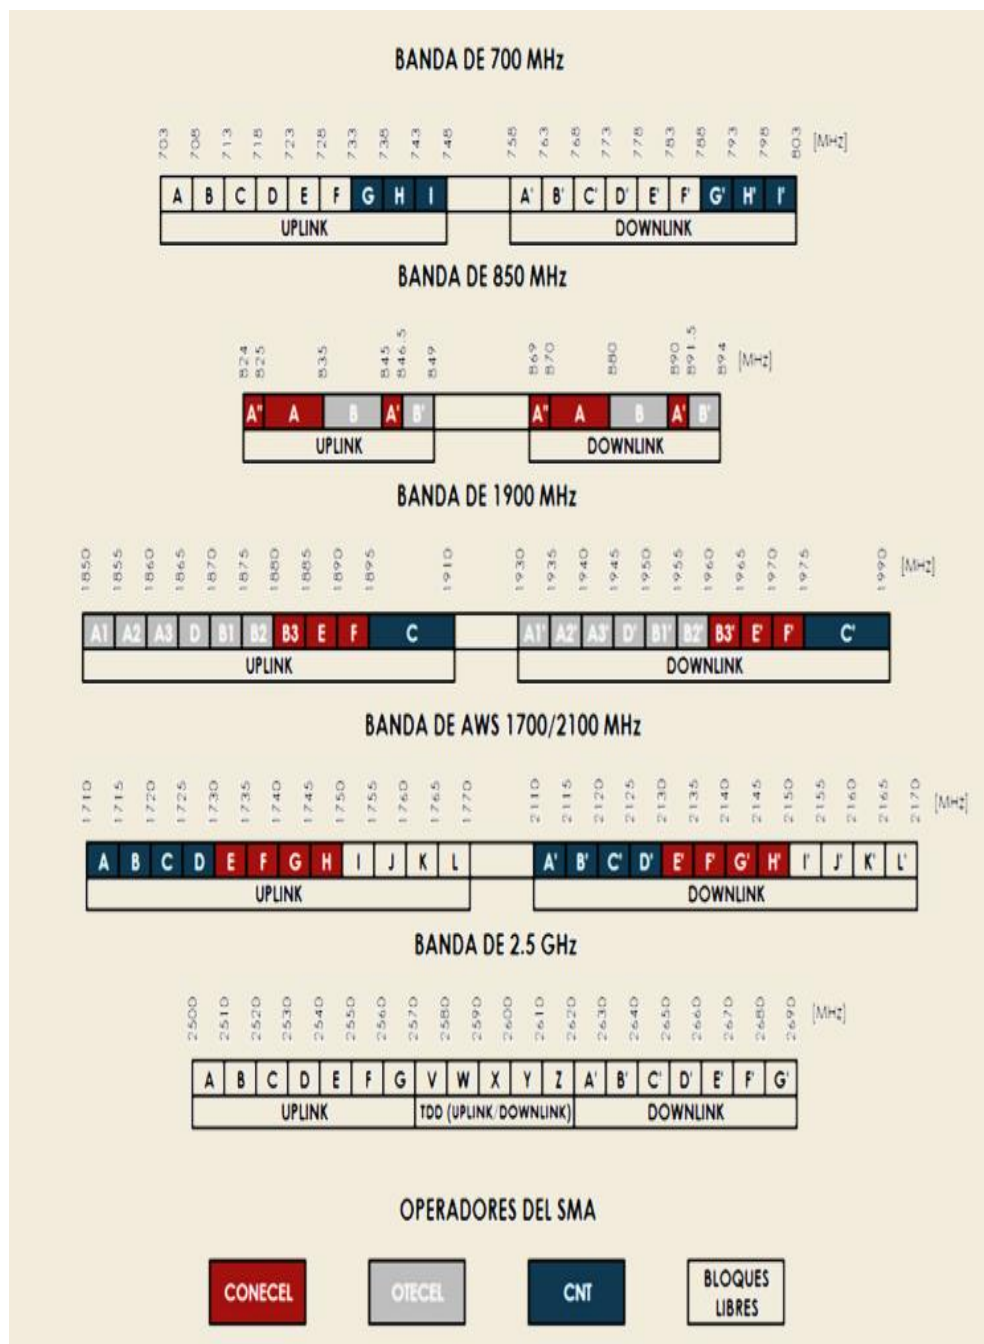 BANDA DE 700 MHz
703 708 713 718 723 728 733 738 743 748 758 763 768 773 778 783 788 793 798 803 [MHz]
A B C D E F G H I A' B' C' D' E' F' G' H' I'
UPLINK DOWNLINK
BANDA DE 850 MHz
824 825 835 845 846.5 849 869 870 880 890 891.5 894 [MHz]
A" A B A' B' A" A B A' B'
UPLINK DOWNLINK
BANDA DE 1900 MHz
1850 1855 1860 1865 1870 1875 1880 1885 1890 1895 1910 1930 1935 1940 1945 1950 1955 1960 1965 1970 1975 1990 [MHz]
A1 A2 A3 D B1 B2 B3 E F C A1' A2' A3' D' B1' B2' B3' E' F' C'
UPLINK DOWNLINK
BANDA DE AWS 1700/2100 MHz
1710 1715 1720 1725 1730 1735 1740 1745 1750 1755 1760 1765 1770 2110 2115 2120 2125 2130 2135 2140 2145 2150 2155 2160 2165 2170 [MHz]
A B C D E F G H I J K L A' B' C' D' E' F' G' H' I' J' K' L'
UPLINK DOWNLINK
BANDA DE 2.5 GHz
2500 2510 2520 2530 2540 2550 2560 2570 2580 2590 2600 2610 2620 2630 2640 2650 2660 2670 2680 2690 [MHz]
A B C D E F G V W X Y Z A' B' C' D' E' F' G'
UPLINK TDD (UPLINK/DOWNLINK) DOWNLINK
OPERADORES DEL SMA
CONECEL OTECEL CNT BLOQUES
LIBRES